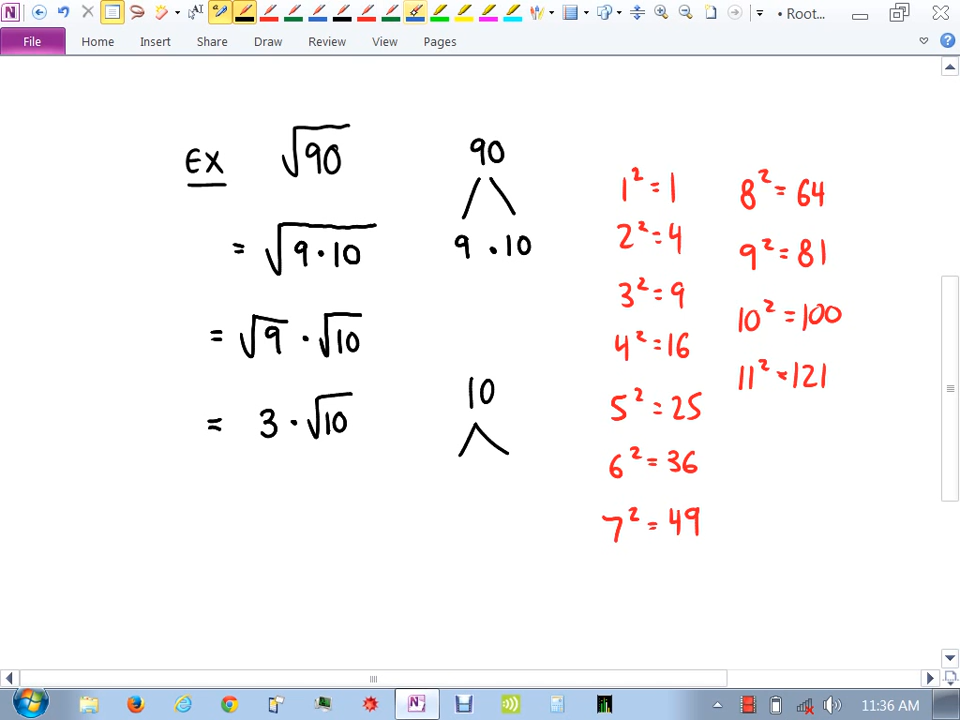 Root...
File Home Insert Share Draw Review View Pages
EX √90
= √9·10
= √9 · √10
= 3 · √10
90
9 · 10
10
1² = 1
2² = 4
3² = 9
4² = 16
5² = 25
6² = 36
7² = 49
8² = 64
9² = 81
10² = 100
11² = 121
11:36 AM